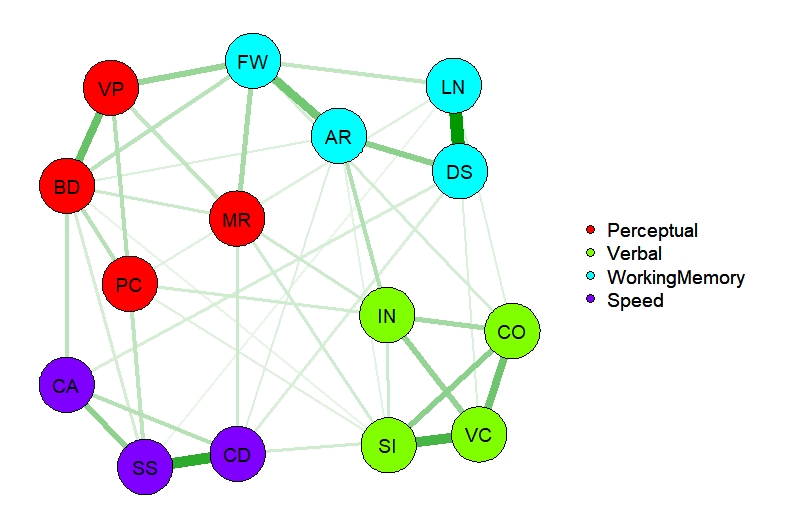 FW
VP
LN
AR
DS
BD
MR
PC
IN
CO
CA
SI
VC
SS
CD
Perceptual
Verbal
WorkingMemory
Speed